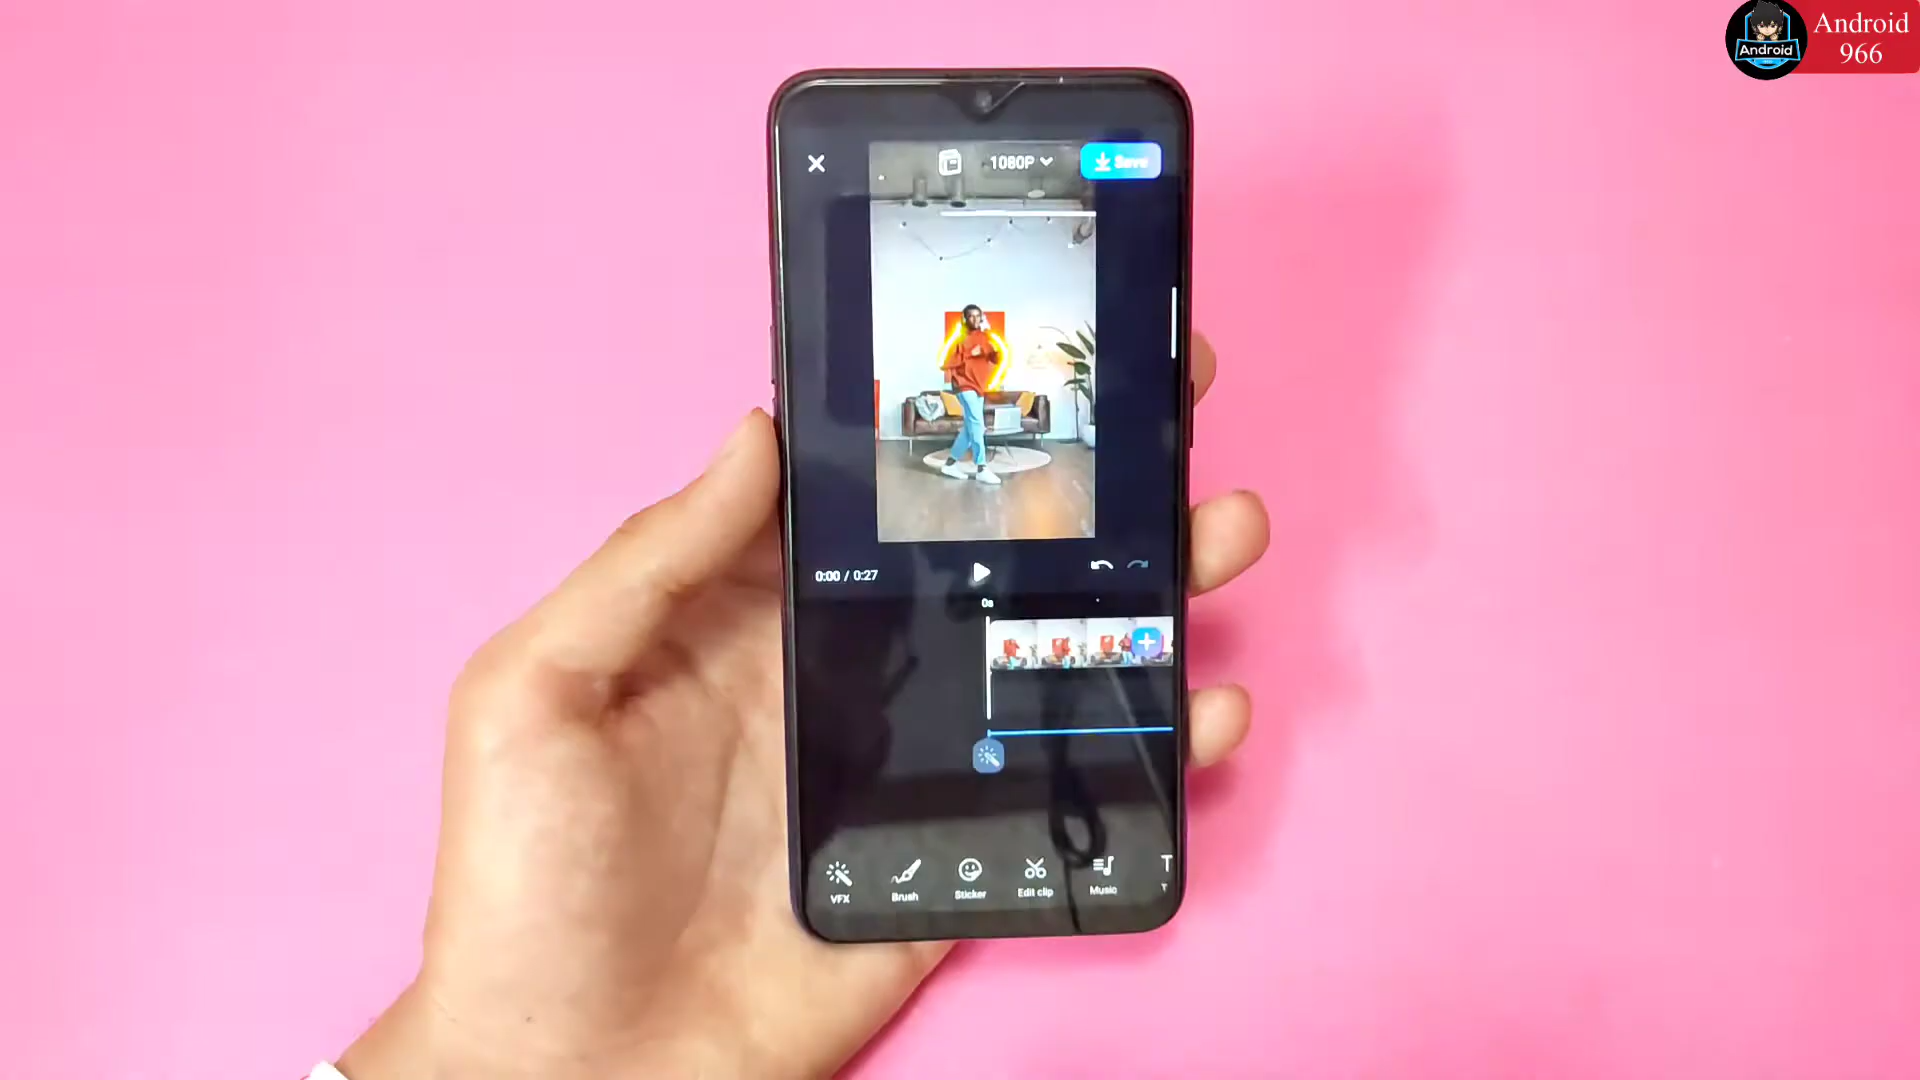 Android
966
Android
1080P
Save
0:00 / 0:27
0s
VFX
Brush
Sticker
Edit clip
Music
T